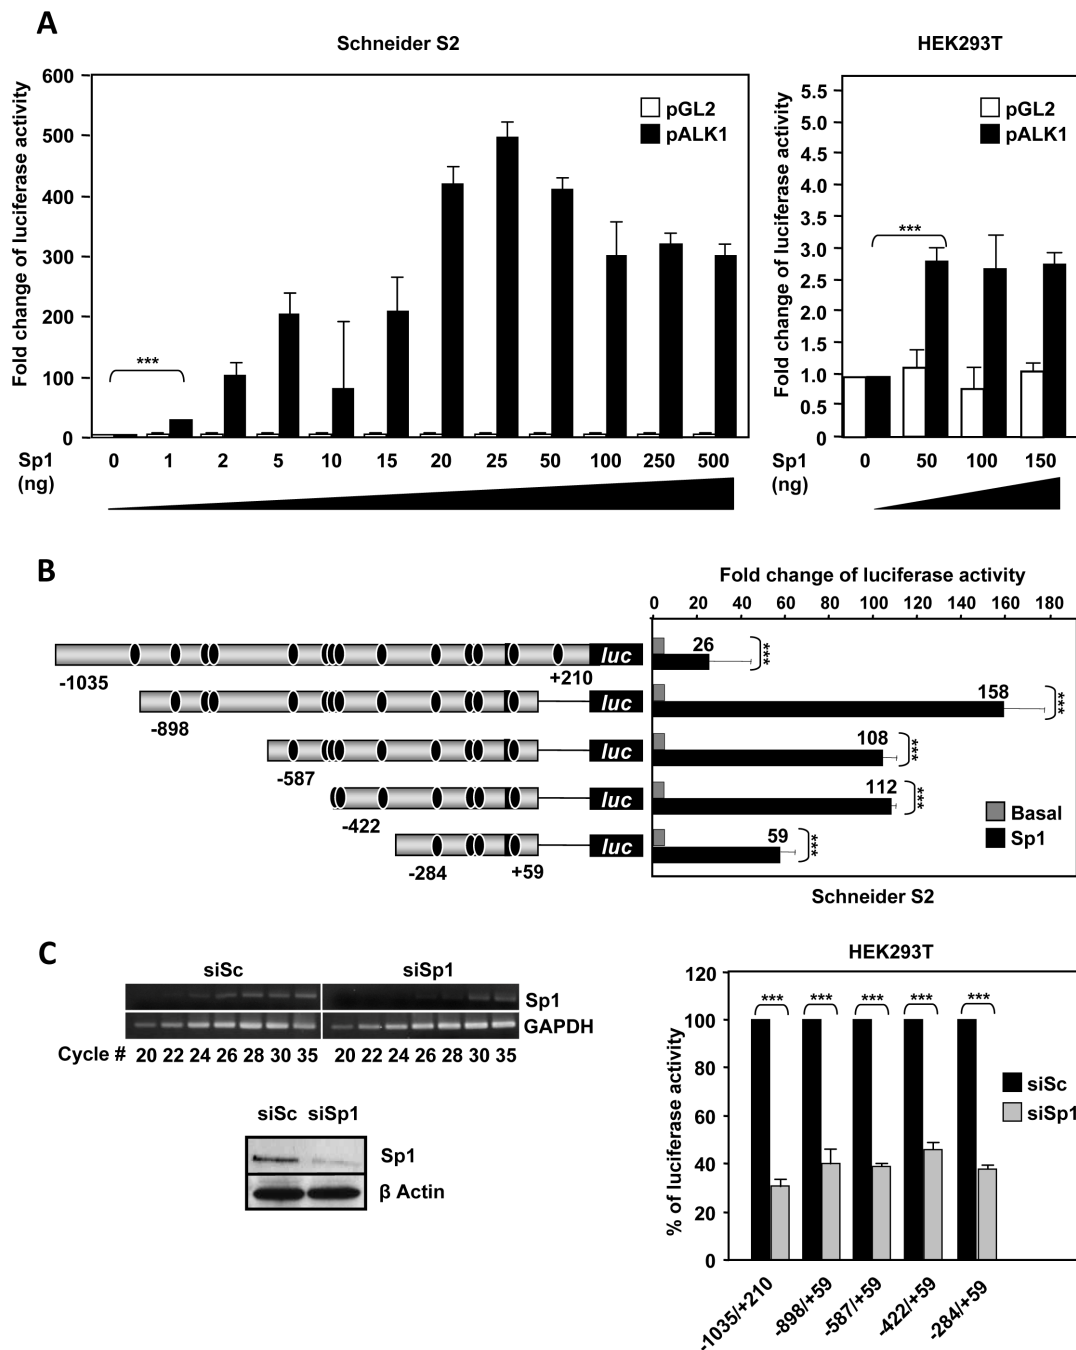 A
Schneider S2
Fold change of luciferase activity
600
500
400
300
200
100
0
pGL2
pALK1
***
Sp1 (ng)
0 1 2 5 10 15 20 25 50 100 250 500
HEK293T
Fold change of luciferase activity
5.5
5.0
4.5
4.0
3.5
3.0
2.5
2.0
1.5
1.0
0.5
0
pGL2
pALK1
***
Sp1 (ng)
0 50 100 150
B
Fold change of luciferase activity
0 20 40 60 80 100 120 140 160 180
luc
-1035
+210
26
***
luc
-898
158
***
luc
-587
108
***
luc
-422
112
***
luc
-284
+59
59
***
Basal
Sp1
Schneider S2
C
siSc
siSp1
Sp1
GAPDH
Cycle # 20 22 24 26 28 30 35 20 22 24 26 28 30 35
siSc siSp1
Sp1
β Actin
HEK293T
% of luciferase activity
120
100
80
60
40
20
0
*** *** *** *** ***
siSc
siSp1
-1035/+210
-898/+59
-587/+59
-422/+59
-284/+59